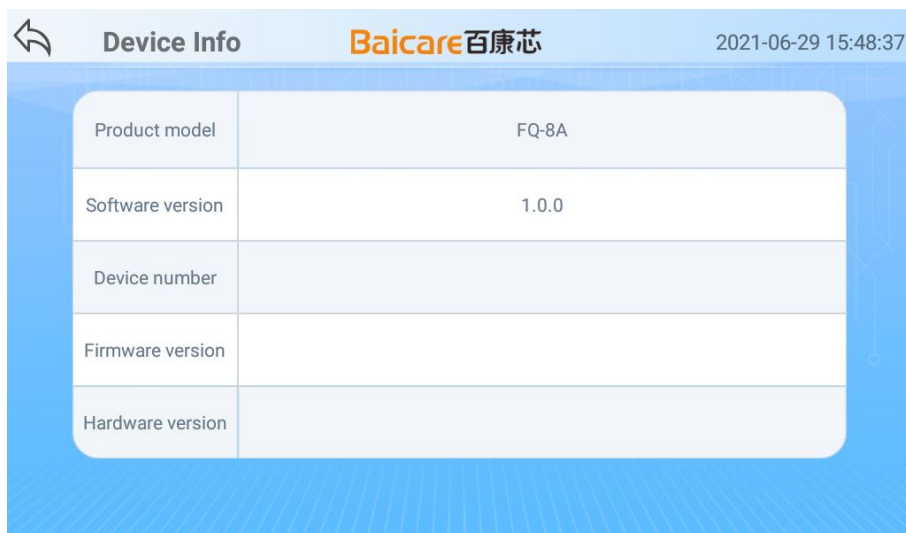 Device Info Baicare百康芯 2021-06-29 15:48:37
Product model FQ-8A
Software version 1.0.0
Device number
Firmware version
Hardware version